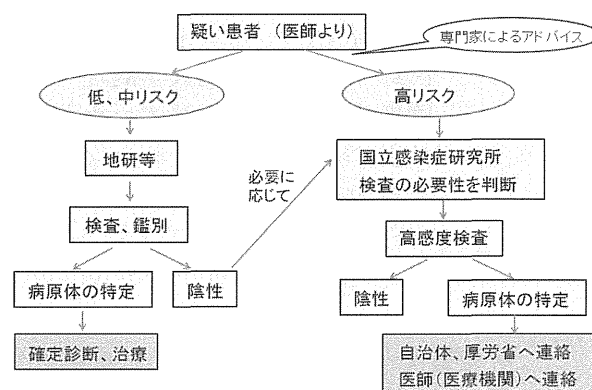 疑い患者 (医師より)
専門家によるアドバイス
低、中リスク
高リスク
地研等
必要に
応じて
国立感染症研究所
検査の必要性を判断
検査、鑑別
高感度検査
病原体の特定
陰性
陰性
病原体の特定
確定診断、治療
自治体、厚労省へ連絡
医師(医療機関)へ連絡